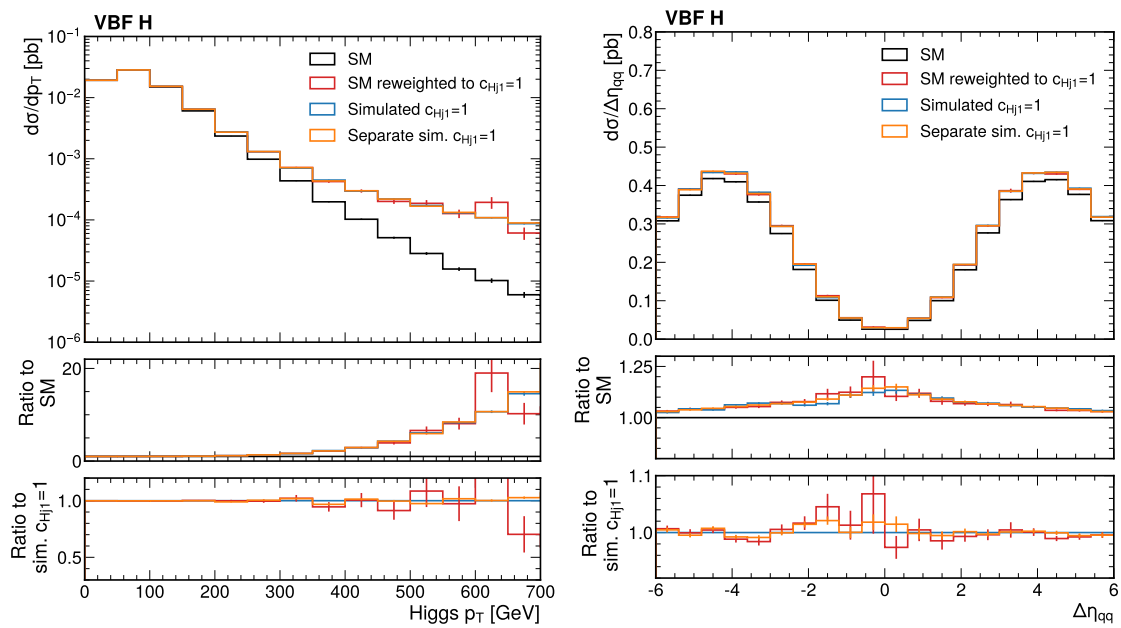 VBF H
dσ/dp_T [pb]
10^−1
10^−2
10^−3
10^−4
10^−5
10^−6
SM
SM reweighted to c_Hj1=1
Simulated c_Hj1=1
Separate sim. c_Hj1=1
Ratio to
SM
20
0
Ratio to
sim. c_Hj1=1
1.0
0.5
0 100 200 300 400 500 600 700
Higgs p_T [GeV]
VBF H
dσ/Δη_qq [pb]
0.8
0.7
0.6
0.5
0.4
0.3
0.2
0.1
0.0
SM
SM reweighted to c_Hj1=1
Simulated c_Hj1=1
Separate sim. c_Hj1=1
Ratio to
SM
1.25
1.00
Ratio to
sim. c_Hj1=1
1.1
1.0
-6 -4 -2 0 2 4 6
Δη_qq